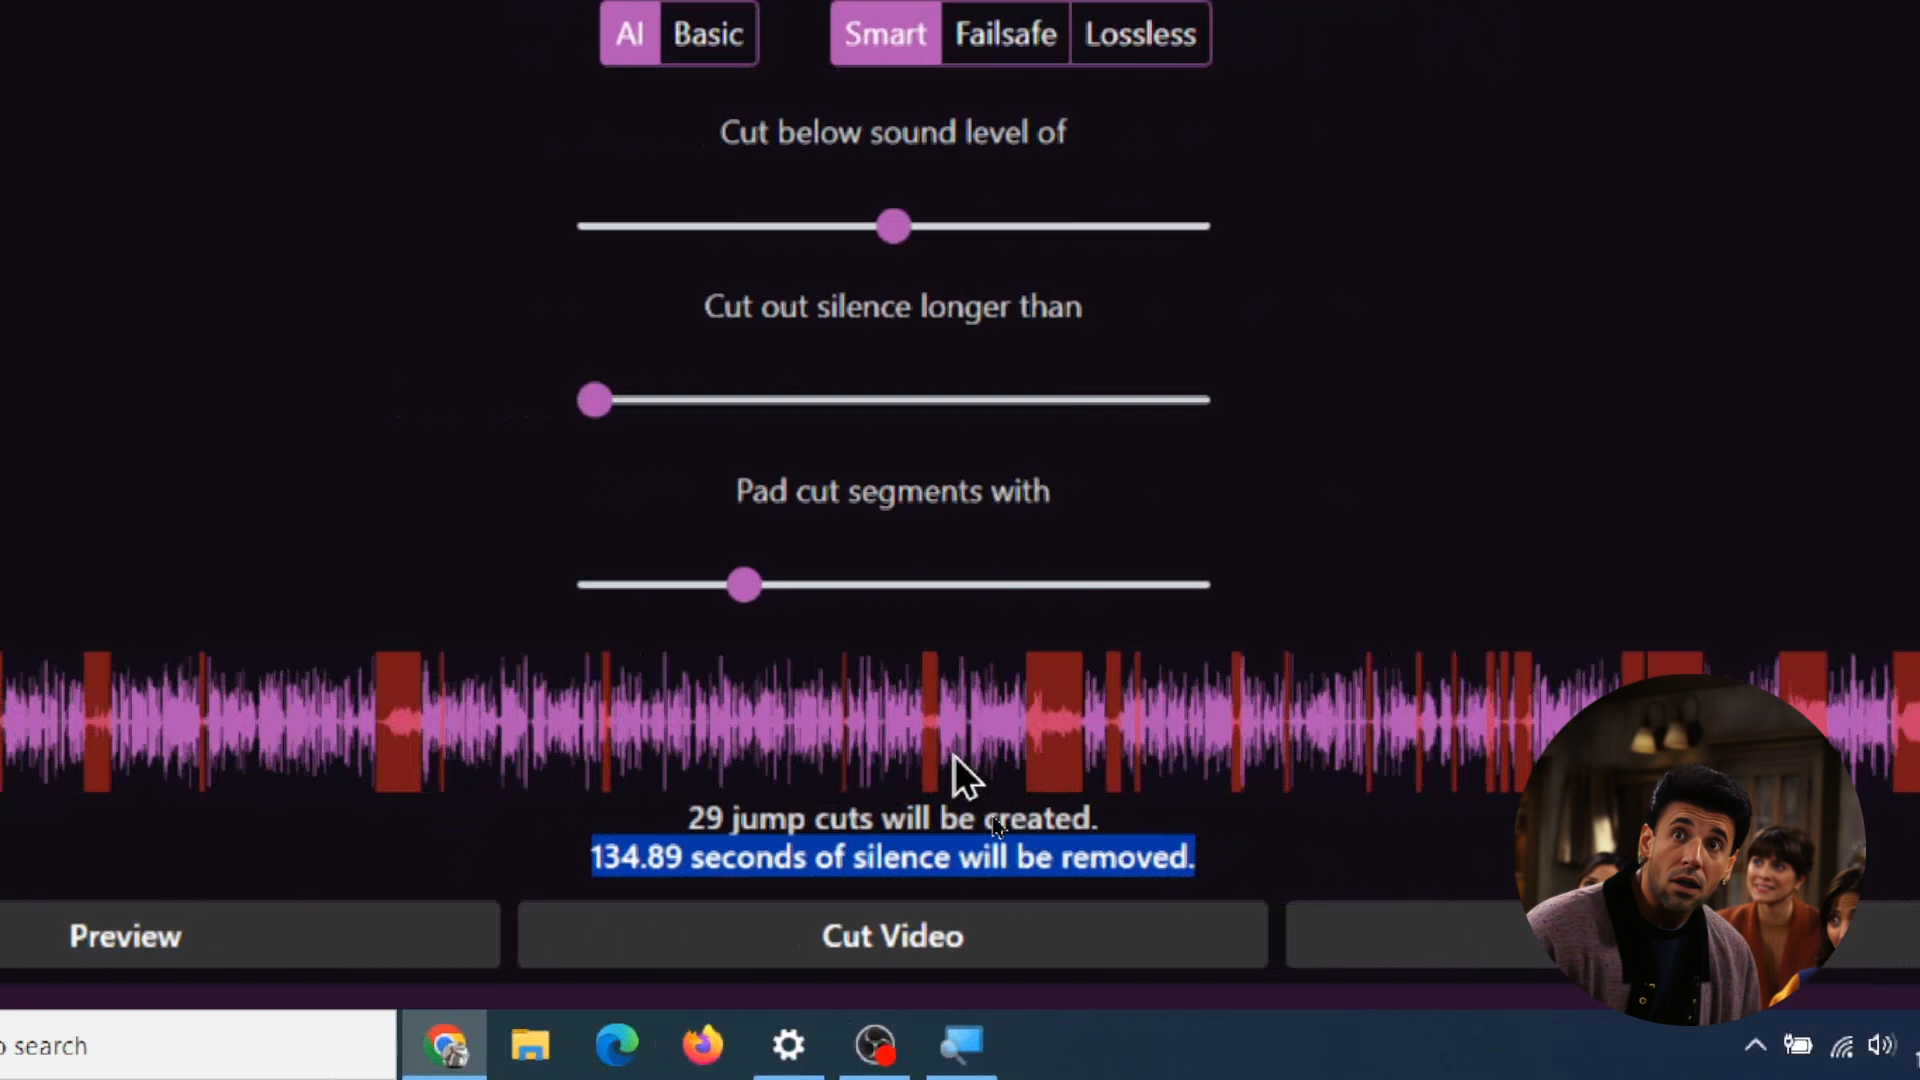 AI Basic Smart Failsafe Lossless
Cut below sound level of
Cut out silence longer than
Pad cut segments with
29 jump cuts will be created.
134.89 seconds of silence will be removed.
Preview Cut Video
search